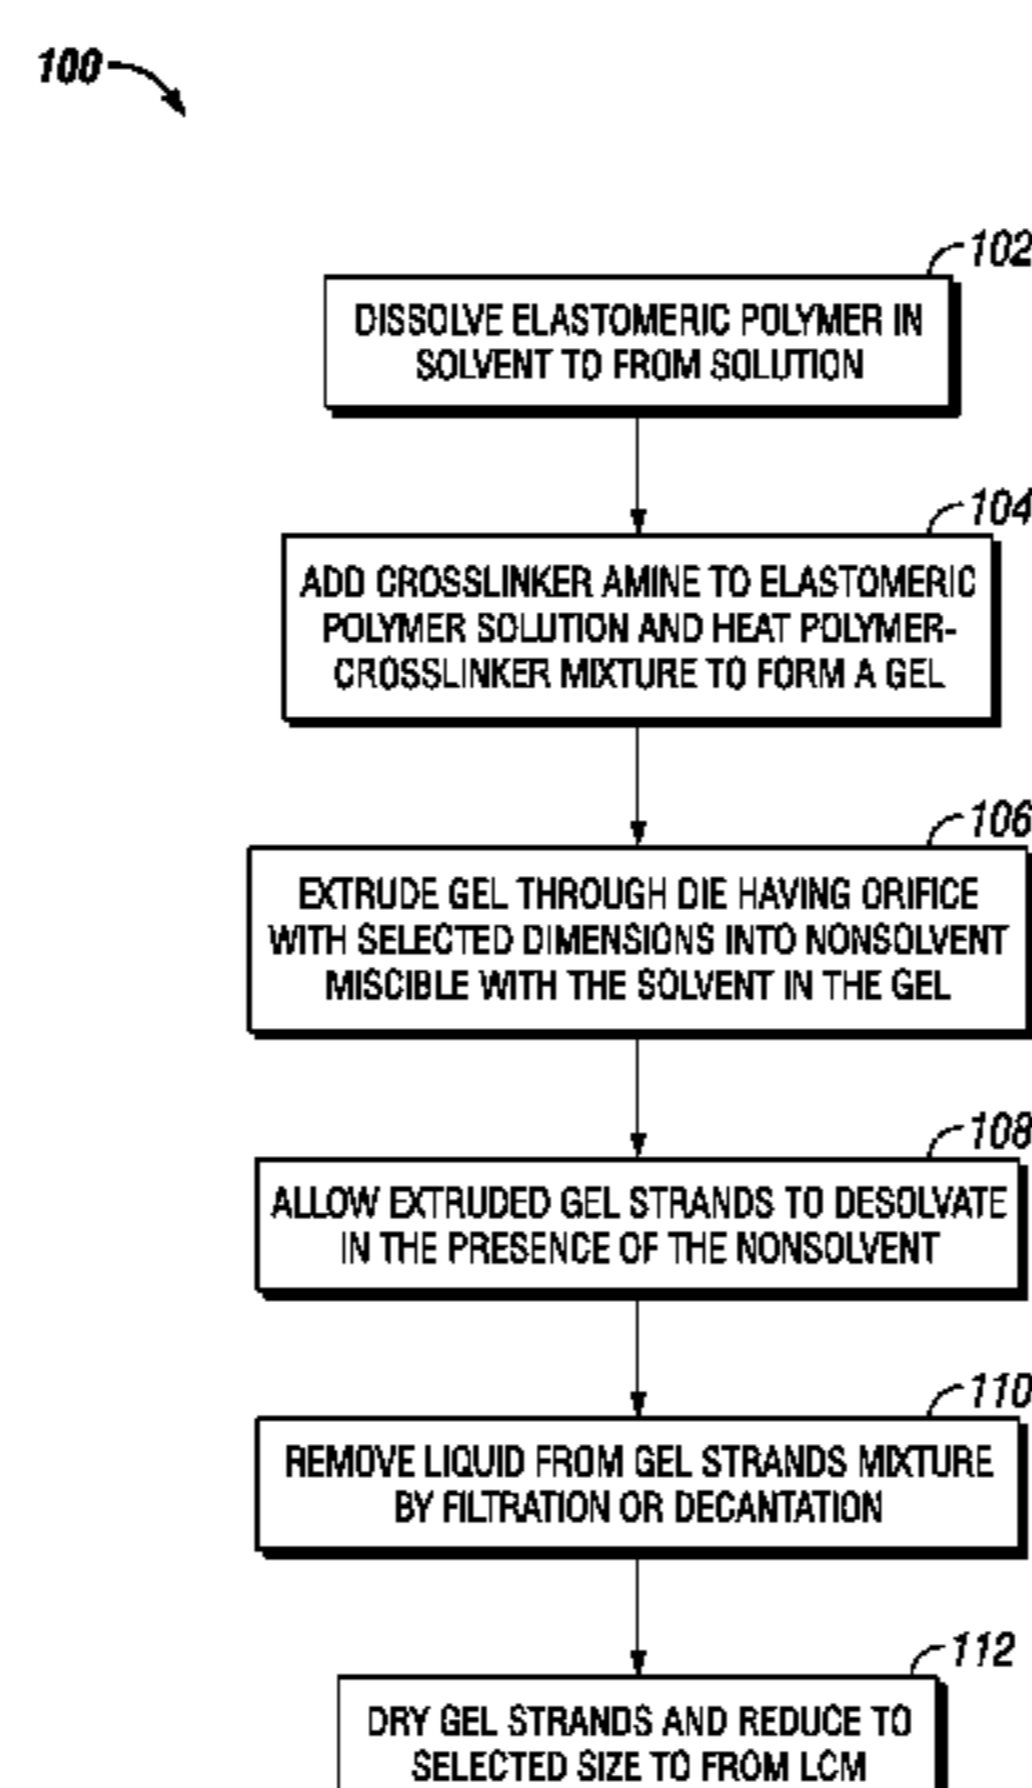 100
102
DISSOLVE ELASTOMERIC POLYMER IN
SOLVENT TO FROM SOLUTION
104
ADD CROSSLINKER AMINE TO ELASTOMERIC
POLYMER SOLUTION AND HEAT POLYMER-
CROSSLINKER MIXTURE TO FORM A GEL
106
EXTRUDE GEL THROUGH DIE HAVING ORIFICE
WITH SELECTED DIMENSIONS INTO NONSOLVENT
MISCIBLE WITH THE SOLVENT IN THE GEL
108
ALLOW EXTRUDED GEL STRANDS TO DESOLVATE
IN THE PRESENCE OF THE NONSOLVENT
110
REMOVE LIQUID FROM GEL STRANDS MIXTURE
BY FILTRATION OR DECANTATION
112
DRY GEL STRANDS AND REDUCE TO
SELECTED SIZE TO FROM LCM